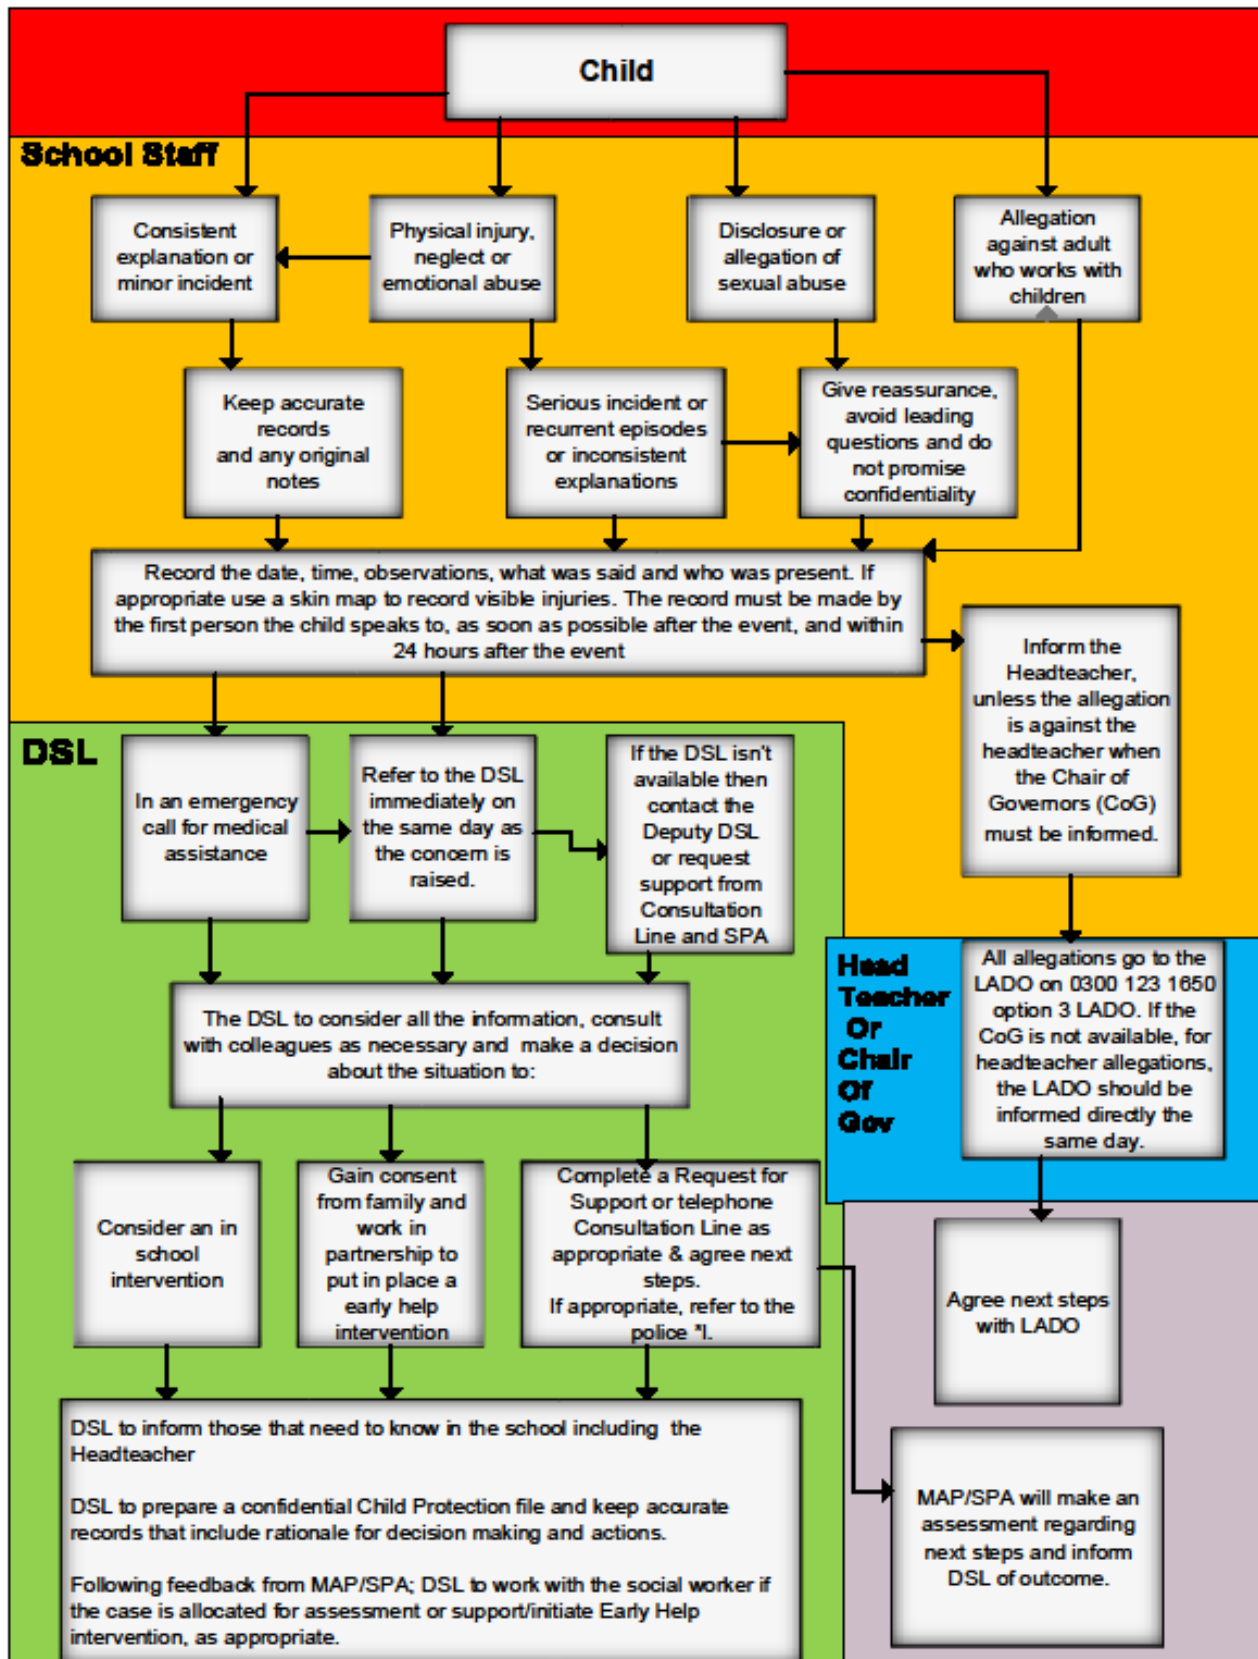 Child
School Staff
Consistent
explanation or
minor incident
Physical injury,
neglect or
emotional abuse
Disclosure or
allegation of
sexual abuse
Allegation
against adult
who works with
children
Keep accurate
records
and any original
notes
Serious incident or
recurrent episodes
or inconsistent
explanations
Give reassurance,
avoid leading
questions and do
not promise
confidentiality
Record the date, time, observations, what was said and who was present. If
appropriate use a skin map to record visible injuries. The record must be made by
the first person the child speaks to, as soon as possible after the event, and within
24 hours after the event
Inform the
Headteacher,
unless the allegation
is against the
headteacher when
the Chair of
Governors (CoG)
must be informed.
DSL
In an emergency
call for medical
assistance
Refer to the DSL
immediately on
the same day as
the concern is
raised.
If the DSL isn't
available then
contact the
Deputy DSL
or request
support from
Consultation
Line and SPA
Head
Teacher
Or
Chair
Of
Gov
All allegations go to the
LADO on 0300 123 1650
option 3 LADO. If the
CoG is not available, for
headteacher allegations,
the LADO should be
informed directly the
same day.
The DSL to consider all the information, consult
with colleagues as necessary and make a decision
about the situation to:
Consider an in
school
intervention
Gain consent
from family and
work in
partnership to
put in place a
early help
intervention
Complete a Request for
Support or telephone
Consultation Line as
appropriate & agree next
steps.
If appropriate, refer to the
police *I.
Agree next steps
with LADO
DSL to inform those that need to know in the school including the
Headteacher
DSL to prepare a confidential Child Protection file and keep accurate
records that include rationale for decision making and actions.
Following feedback from MAP/SPA; DSL to work with the social worker if
the case is allocated for assessment or support/initiate Early Help
intervention, as appropriate.
MAP/SPA will make an
assessment regarding
next steps and inform
DSL of outcome.